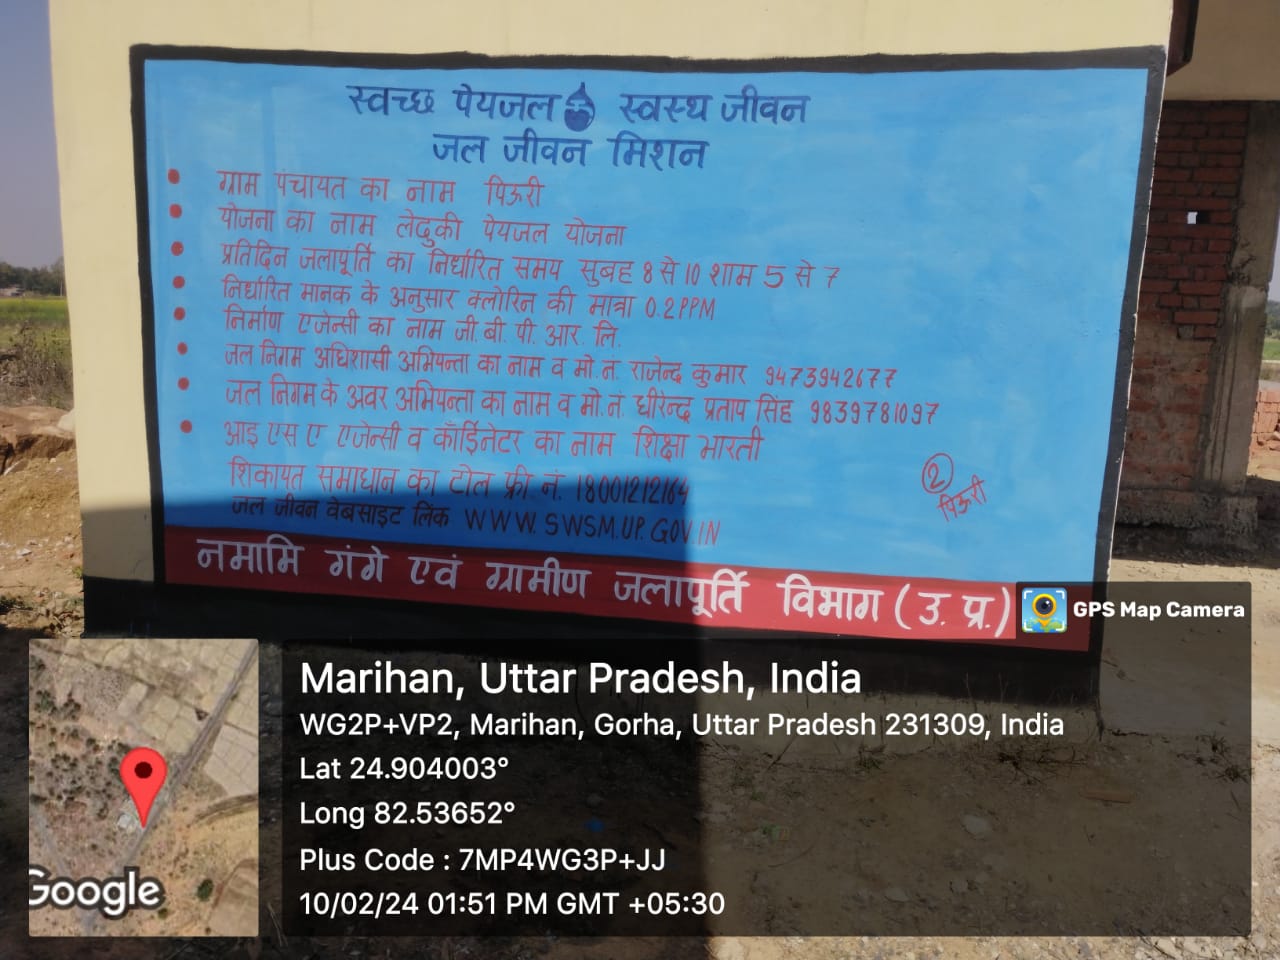 स्वच्छ पेयजल स्वस्थ जीवन
जल जीवन मिशन
ग्राम पंचायत का नाम पिऊरी
योजना का नाम लेदुकी पेयजल योजना
प्रतिदिन जलापूर्ति का निर्धारित समय सुबह 8 से 10 शाम 5 से 7
निर्धारित मानक के अनुसार क्लोरिन की मात्रा 0.2 PPM
निर्माण एजेन्सी का नाम जी. बी. पी. आर. लि.
जल निगम अधिशासी अभियन्ता का नाम व मो. नं. राजेन्द्र कुमार 9473942677
जल निगम के अवर अभियन्ता का नाम व मो. नं. धीरेन्द्र प्रताप सिंह 9839781097
आइ एस ए एजेन्सी व कॉर्डिनेटर का नाम शिक्षा भारती
शिकायत समाधान का टोल फ्री नं. 18001212164
जल जीवन वेबसाइट लिंक WWW.SWSM.UP.GOV.IN
2
पिऊरी
नमामि गंगे एवं ग्रामीण जलापूर्ति विभाग (उ. प्र.)
GPS Map Camera
Marihan, Uttar Pradesh, India
WG2P+VP2, Marihan, Gorha, Uttar Pradesh 231309, India
Lat 24.904003°
Long 82.53652°
Plus Code : 7MP4WG3P+JJ
10/02/24 01:51 PM GMT +05:30
Google